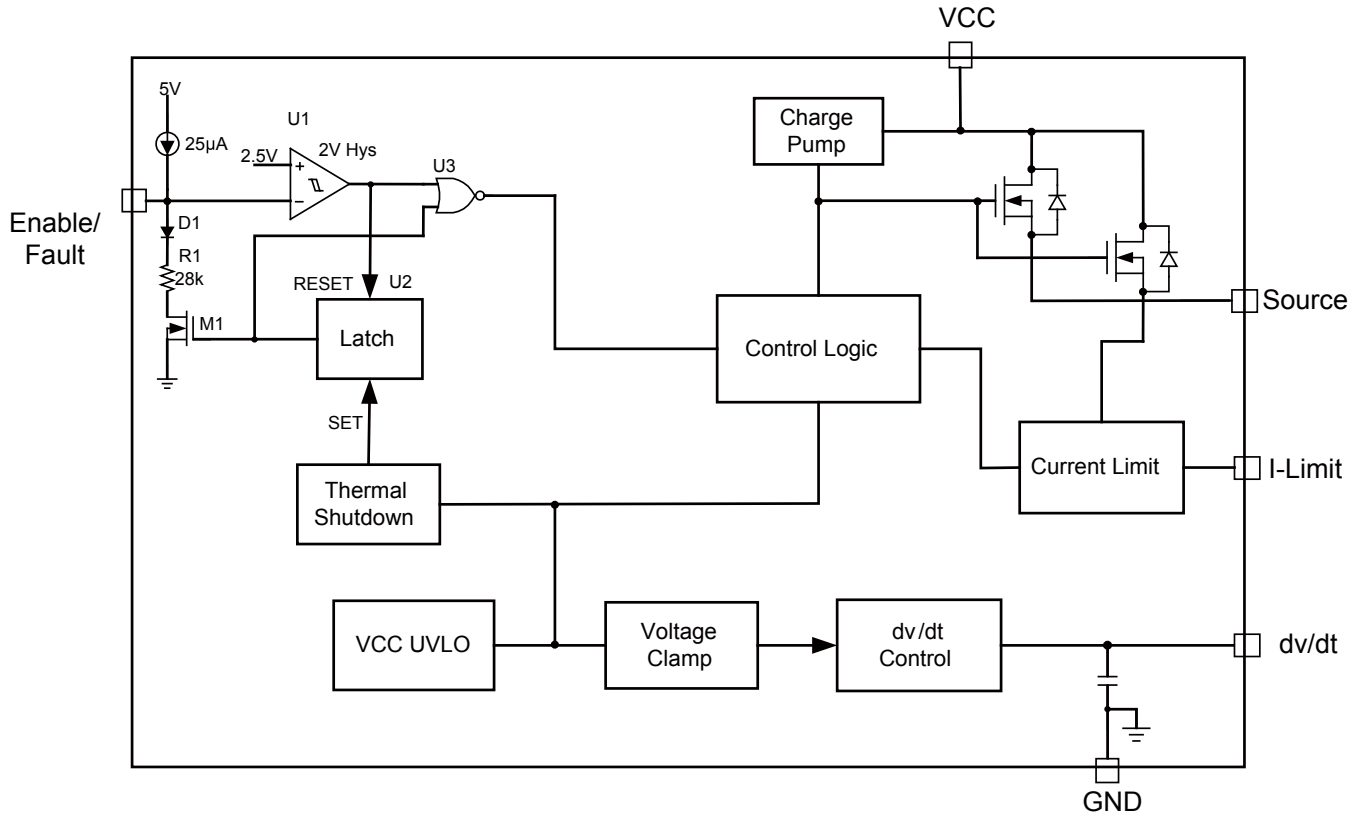 VCC
5V
U1
Charge
Pump
25µA
2V Hys
2.5V
+
U3
−
Enable/
Fault
D1
R1
28k
RESET
U2
Source
M1
Latch
Control Logic
SET
Current Limit
I-Limit
Thermal
Shutdown
VCC UVLO
Voltage
Clamp
dv/dt
Control
dv/dt
GND